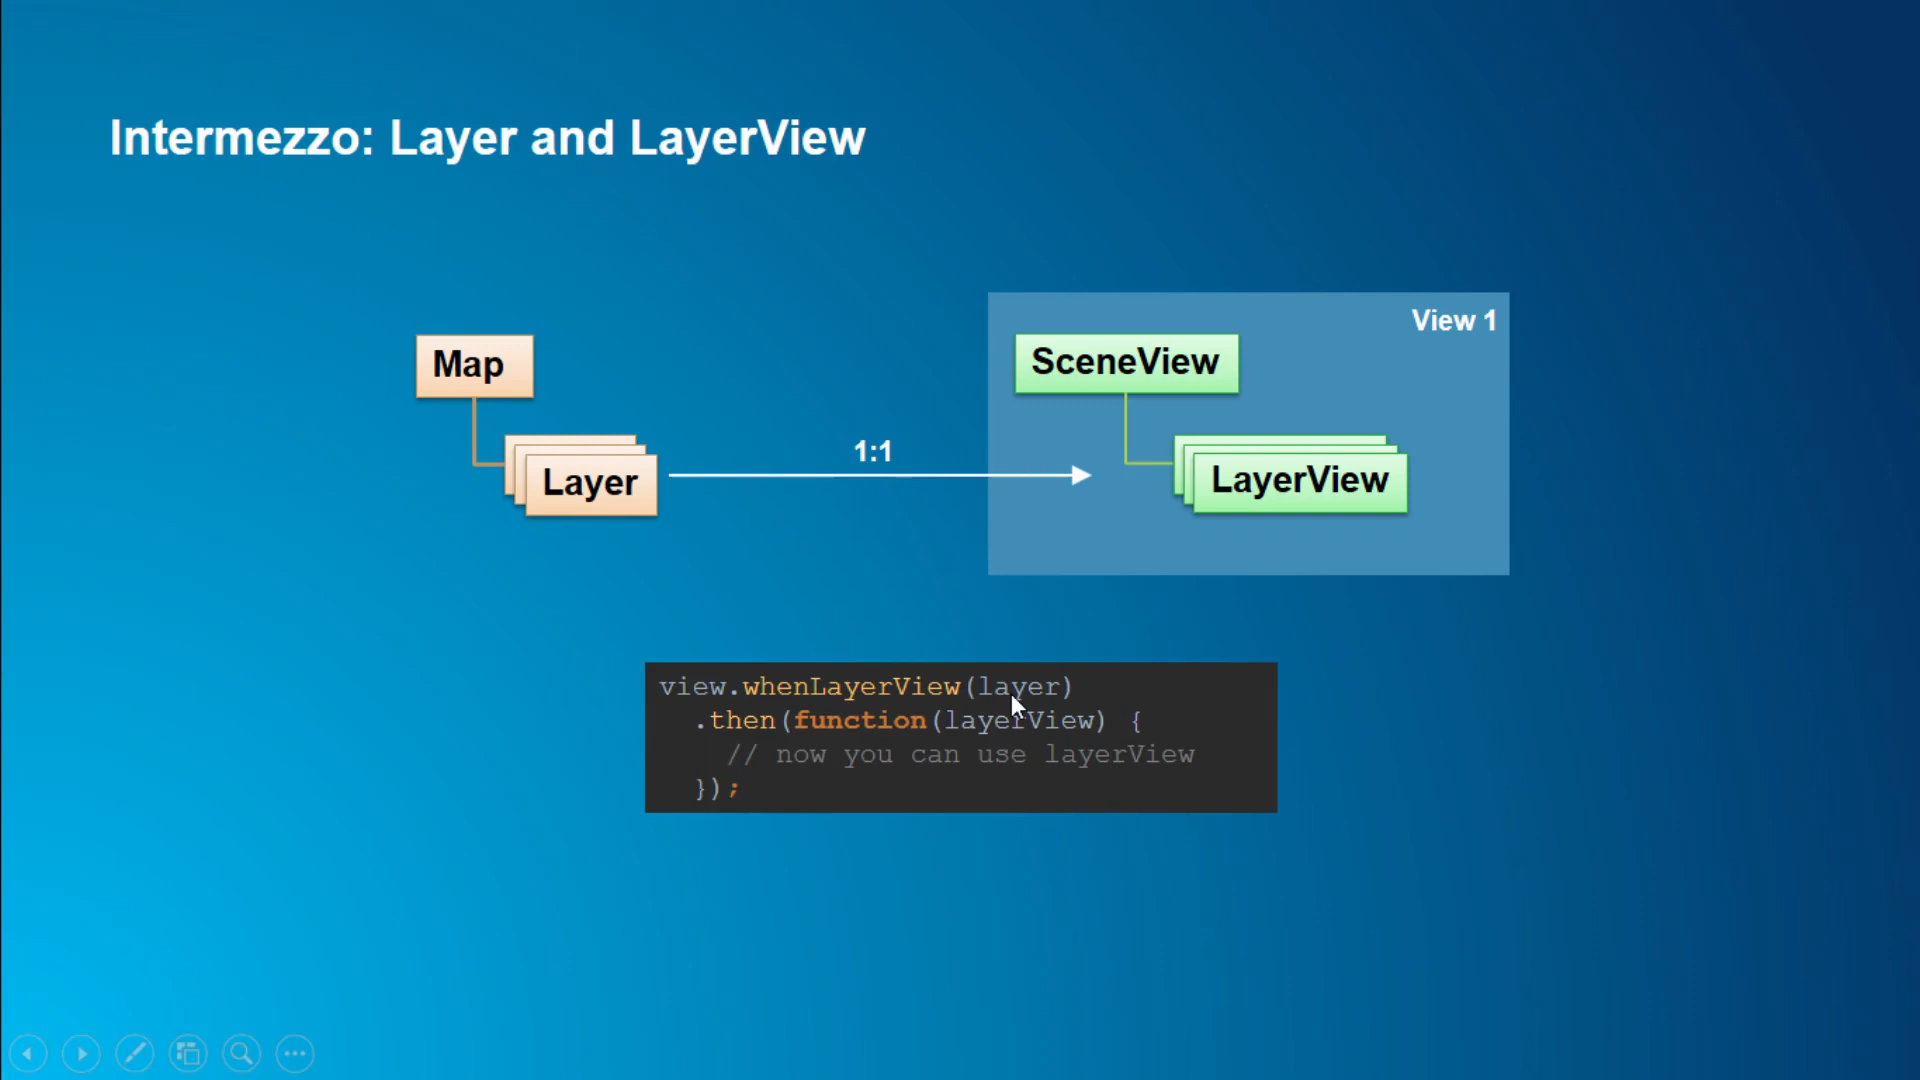 Intermezzo: Layer and LayerView
View 1
Map
SceneView
1:1
Layer
LayerView
view.whenLayerView(layer)
.then(function(layerView) {
// now you can use layerView
});